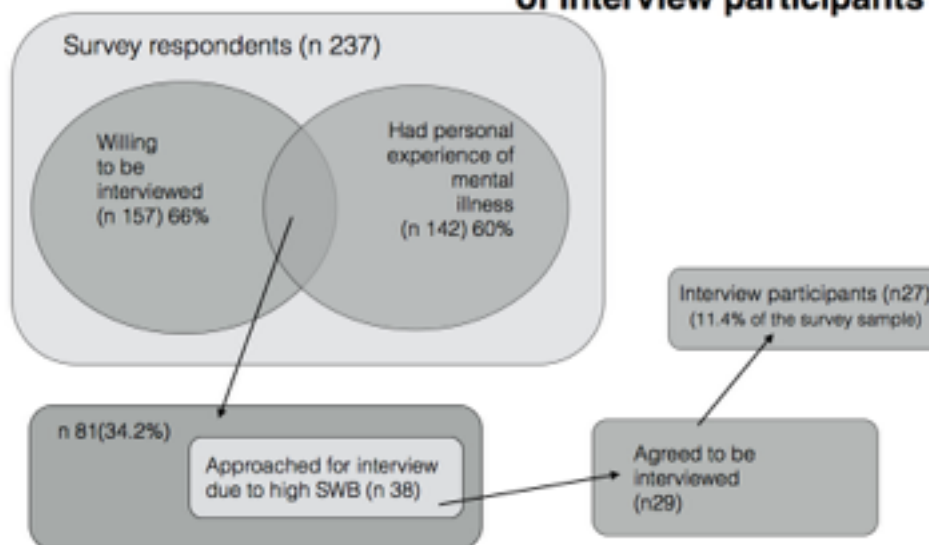 of interview participants
Survey respondents (n 237)
Willing
to be
interviewed
(n 157) 66%
Had personal
experience of
mental
illness
(n 142) 60%
Interview participants (n27)
(11.4% of the survey sample)
n 81(34.2%)
Approached for interview
due to high SWB (n 38)
Agreed to be
interviewed
(n29)